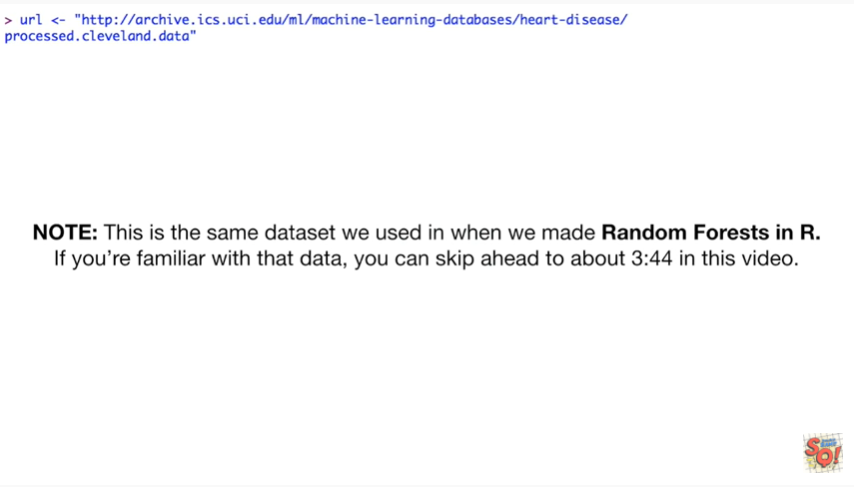 > url <- "http://archive.ics.uci.edu/ml/machine-learning-databases/heart-disease/
processed.cleveland.data"
NOTE: This is the same dataset we used in when we made Random Forests in R.
If you're familiar with that data, you can skip ahead to about 3:44 in this video.
SQ!